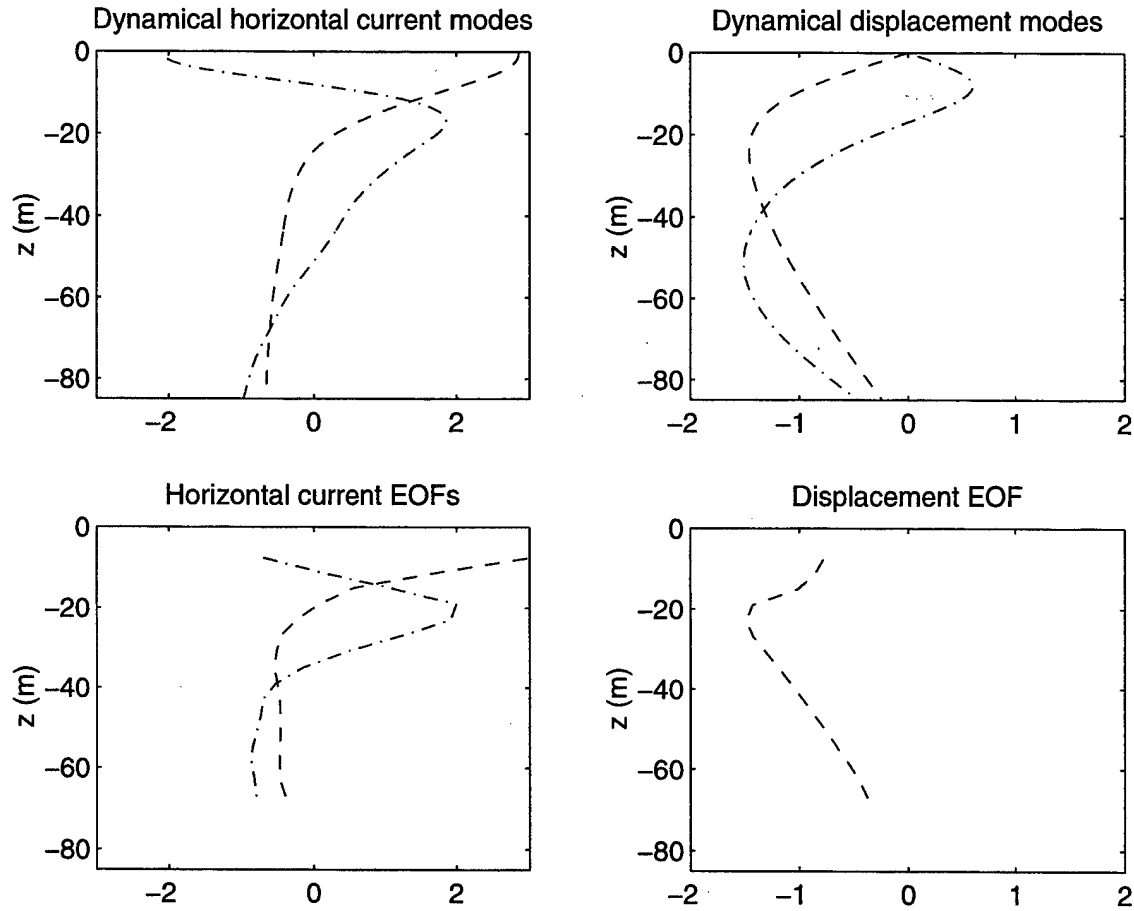 Dynamical horizontal current modes
0
−20
−40
−60
−80
z (m)
−2 0 2
Dynamical displacement modes
0
−20
−40
−60
−80
z (m)
−2 −1 0 1 2
Horizontal current EOFs
0
−20
−40
−60
−80
z (m)
−2 0 2
Displacement EOF
0
−20
−40
−60
−80
z (m)
−2 −1 0 1 2